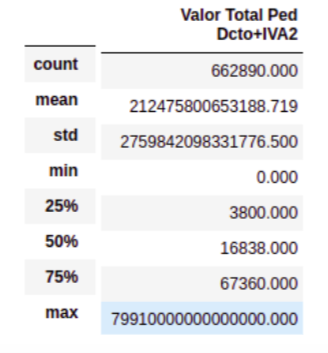 Valor Total Ped
Dcto+IVA2
count 662890.000
mean 212475800653188.719
std 2759842098331776.500
min 0.000
25% 3800.000
50% 16838.000
75% 67360.000
max 79910000000000000.000